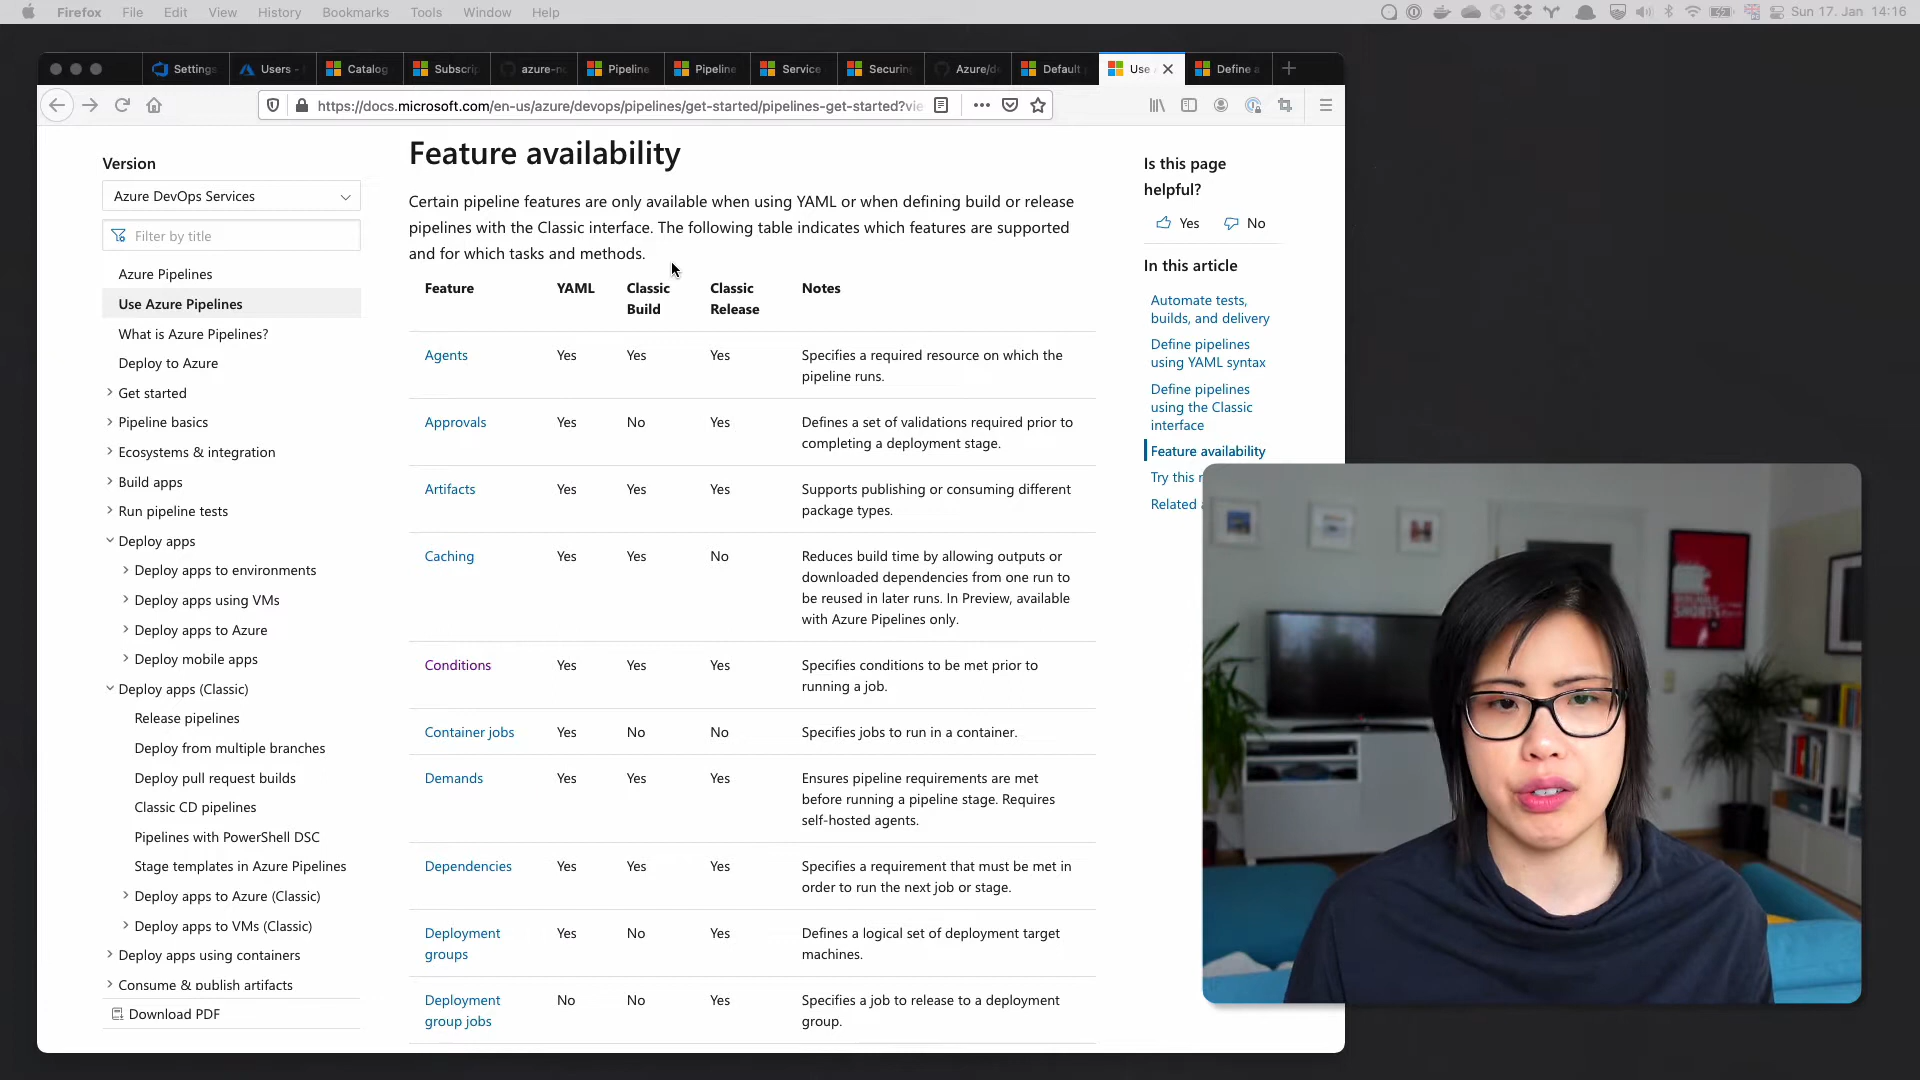 Firefox File Edit View History Bookmarks Tools Window Help
Sun 17. Jan 14:16
Settings Users - Catalog Subscrip azure-no Pipeline Pipeline Service Securing Azure/de Default Use Define a
https://docs.microsoft.com/en-us/azure/devops/pipelines/get-started/pipelines-get-started?vie
Version
Azure DevOps Services
Filter by title
Azure Pipelines
Use Azure Pipelines
What is Azure Pipelines?
Deploy to Azure
Get started
Pipeline basics
Ecosystems & integration
Build apps
Run pipeline tests
Deploy apps
Deploy apps to environments
Deploy apps using VMs
Deploy apps to Azure
Deploy mobile apps
Deploy apps (Classic)
Release pipelines
Deploy from multiple branches
Deploy pull request builds
Classic CD pipelines
Pipelines with PowerShell DSC
Stage templates in Azure Pipelines
Deploy apps to Azure (Classic)
Deploy apps to VMs (Classic)
Deploy apps using containers
Consume & publish artifacts
Download PDF
Feature availability
Certain pipeline features are only available when using YAML or when defining build or release
pipelines with the Classic interface. The following table indicates which features are supported
and for which tasks and methods.
Feature YAML Classic Classic Notes
Build Release
Agents Yes Yes Yes Specifies a required resource on which the
pipeline runs.
Approvals Yes No Yes Defines a set of validations required prior to
completing a deployment stage.
Artifacts Yes Yes Yes Supports publishing or consuming different
package types.
Caching Yes Yes No Reduces build time by allowing outputs or
downloaded dependencies from one run to
be reused in later runs. In Preview, available
with Azure Pipelines only.
Conditions Yes Yes Yes Specifies conditions to be met prior to
running a job.
Container jobs Yes No No Specifies jobs to run in a container.
Demands Yes Yes Yes Ensures pipeline requirements are met
before running a pipeline stage. Requires
self-hosted agents.
Dependencies Yes Yes Yes Specifies a requirement that must be met in
order to run the next job or stage.
Deployment Yes No Yes Defines a logical set of deployment target
groups machines.
Deployment No No Yes Specifies a job to release to a deployment
group jobs group.
Is this page
helpful?
Yes No
In this article
Automate tests,
builds, and delivery
Define pipelines
using YAML syntax
Define pipelines
using the Classic
interface
Feature availability
Try this
Related